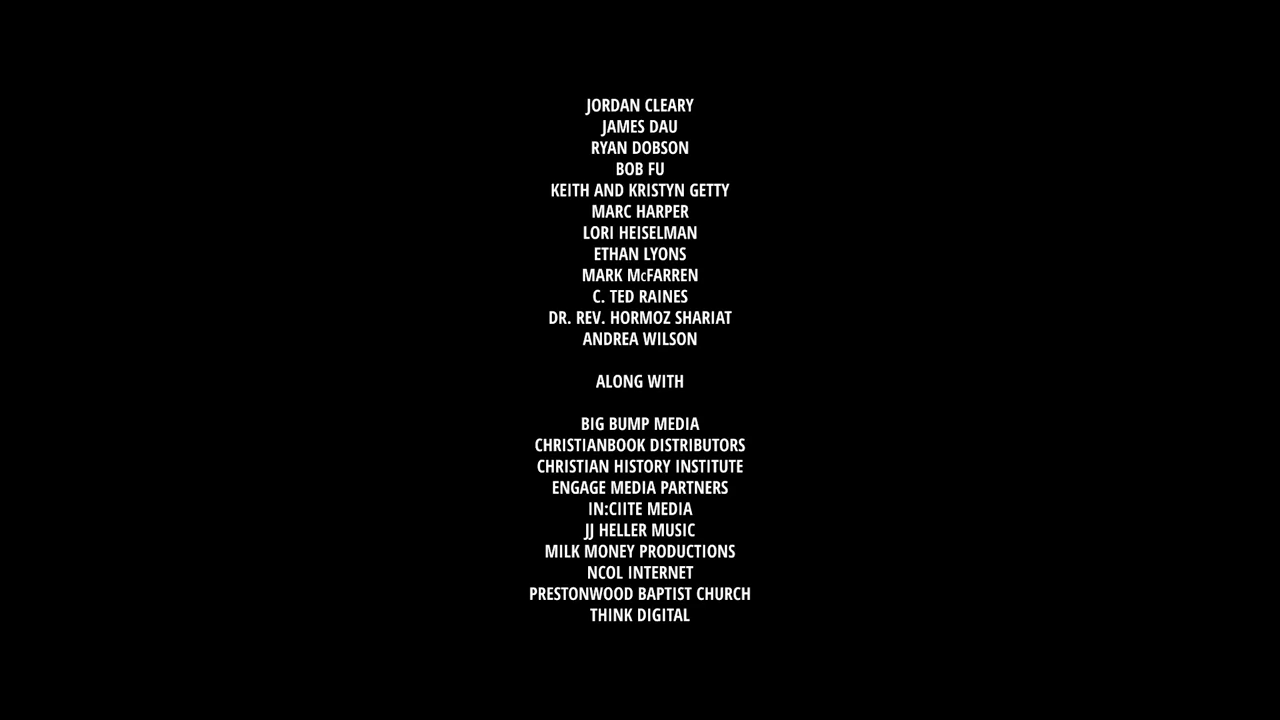 JORDAN CLEARY
JAMES DAU
RYAN DOBSON
BOB FU
KEITH AND KRISTYN GETTY
MARC HARPER
LORI HEISELMAN
ETHAN LYONS
MARK McFARREN
C. TED RAINES
DR. REV. HORMOZ SHARIAT
ANDREA WILSON
ALONG WITH
BIG BUMP MEDIA
CHRISTIANBOOK DISTRIBUTORS
CHRISTIAN HISTORY INSTITUTE
ENGAGE MEDIA PARTNERS
IN:CIITE MEDIA
JJ HELLER MUSIC
MILK MONEY PRODUCTIONS
NCOL INTERNET
PRESTONWOOD BAPTIST CHURCH
THINK DIGITAL